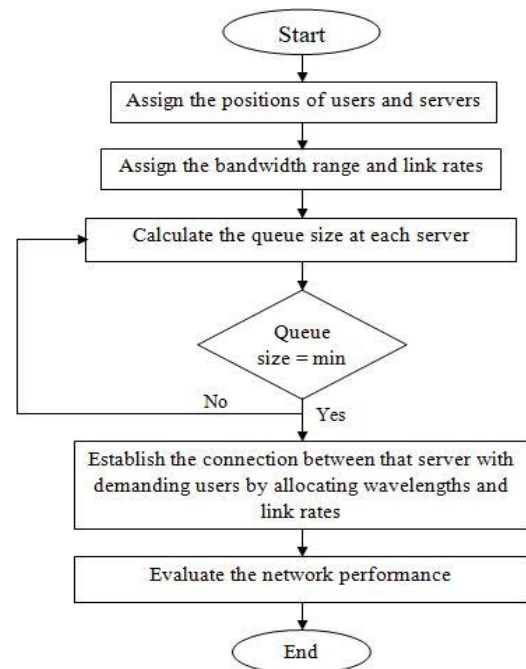 Start
Assign the positions of users and servers
Assign the bandwidth range and link rates
Calculate the queue size at each server
Queue
size = min
No
Yes
Establish the connection between that server with
demanding users by allocating wavelengths and
link rates
Evaluate the network performance
End